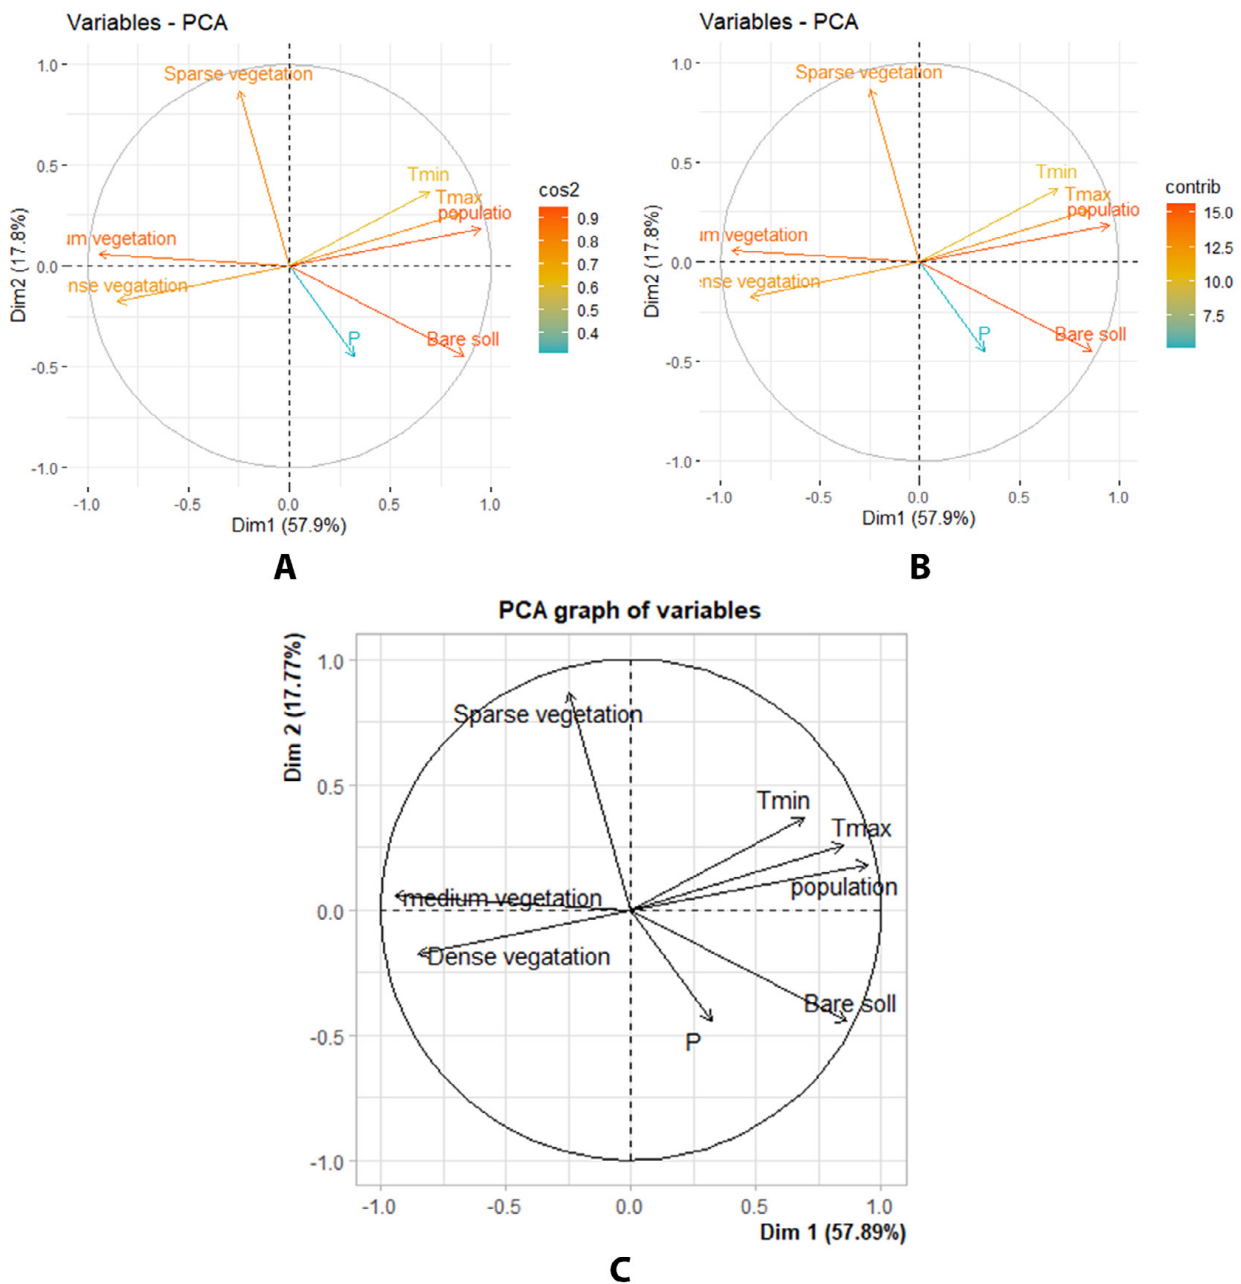 Variables - PCA
Sparse vegetation
Tmin
Tmax
populatio
um vegetation
nse vegatation
P
Bare soll
1.0
0.5
0.0
-0.5
-1.0
-1.0 -0.5 0.0 0.5 1.0
Dim1 (57.9%)
Dim2 (17.8%)
cos2
0.9
0.8
0.7
0.6
0.5
0.4
A
Variables - PCA
Sparse vegetation
Tmin
Tmax
populatio
ım vegetation
ense vegatation
P
Bare soll
1.0
0.5
0.0
-0.5
-1.0
-1.0 -0.5 0.0 0.5 1.0
Dim1 (57.9%)
Dim2 (17.8%)
contrib
15.0
12.5
10.0
7.5
B
PCA graph of variables
Dim 2 (17.77%)
1.0
0.5
0.0
-0.5
-1.0
Sparse vegetation
Tmin
Tmax
population
medium vegetation
Dense vegatation
Bare soll
P
-1.0 -0.5 0.0 0.5 1.0
Dim 1 (57.89%)
C